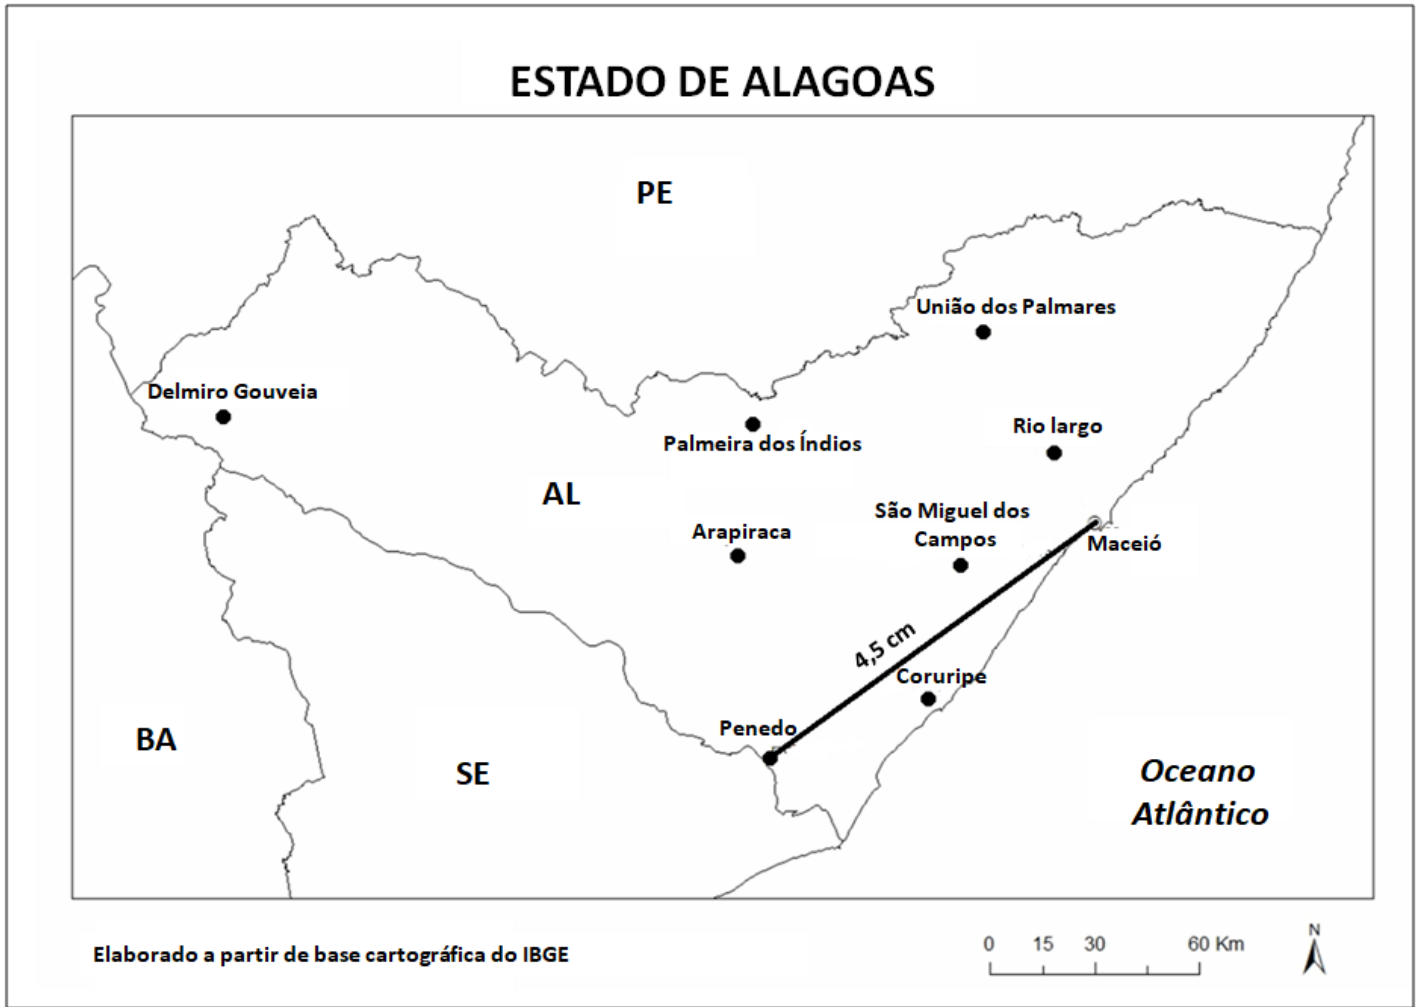 ESTADO DE ALAGOAS
PE
União dos Palmares
Delmiro Gouveia
Rio largo
Palmeira dos Índios
AL
São Miguel dos
Campos
Arapiraca
Maceió
4,5 cm
Coruripe
Penedo
BA
SE
Oceano
Atlântico
N
0 15 30 60 Km
Elaborado a partir de base cartográfica do IBGE